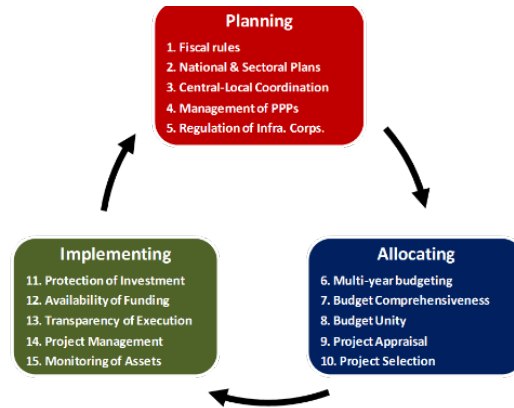 Planning
1. Fiscal rules
2. National & Sectoral Plans
3. Central-Local Coordination
4. Management of PPPs
5. Regulation of Infra. Corps.
Implementing
11. Protection of Investment
12. Availability of Funding
13. Transparency of Execution
14. Project Management
15. Monitoring of Assets
Allocating
6. Multi-year budgeting
7. Budget Comprehensiveness
8. Budget Unity
9. Project Appraisal
10. Project Selection